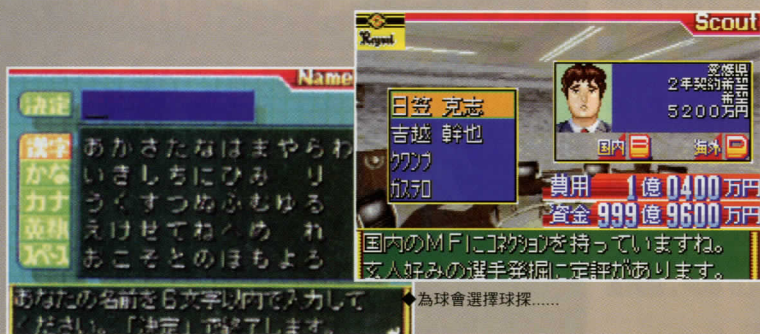 Name
決定
漢字
かな
カナ
英機
スペース
あかさたなはまやらわ
いきしちにひみ り
うくすつぬふむゆる
えけせてねへめ れ
おこそとのほもよろ
あなたの名前を6文字以内で入力して
ください。「決定」で終了します。
Reysol
Scout
日笠 克志
吉越 幹也
クワンフ
ガステロ
愛媛県
2年契約希望
希望
5200万円
国内
海外
費用 1億0400万円
資金 999億9600万円
国内のMFにコネクションを持っていますね。
玄人好みの選手発掘に定評があります。
◆為球會選擇球探......